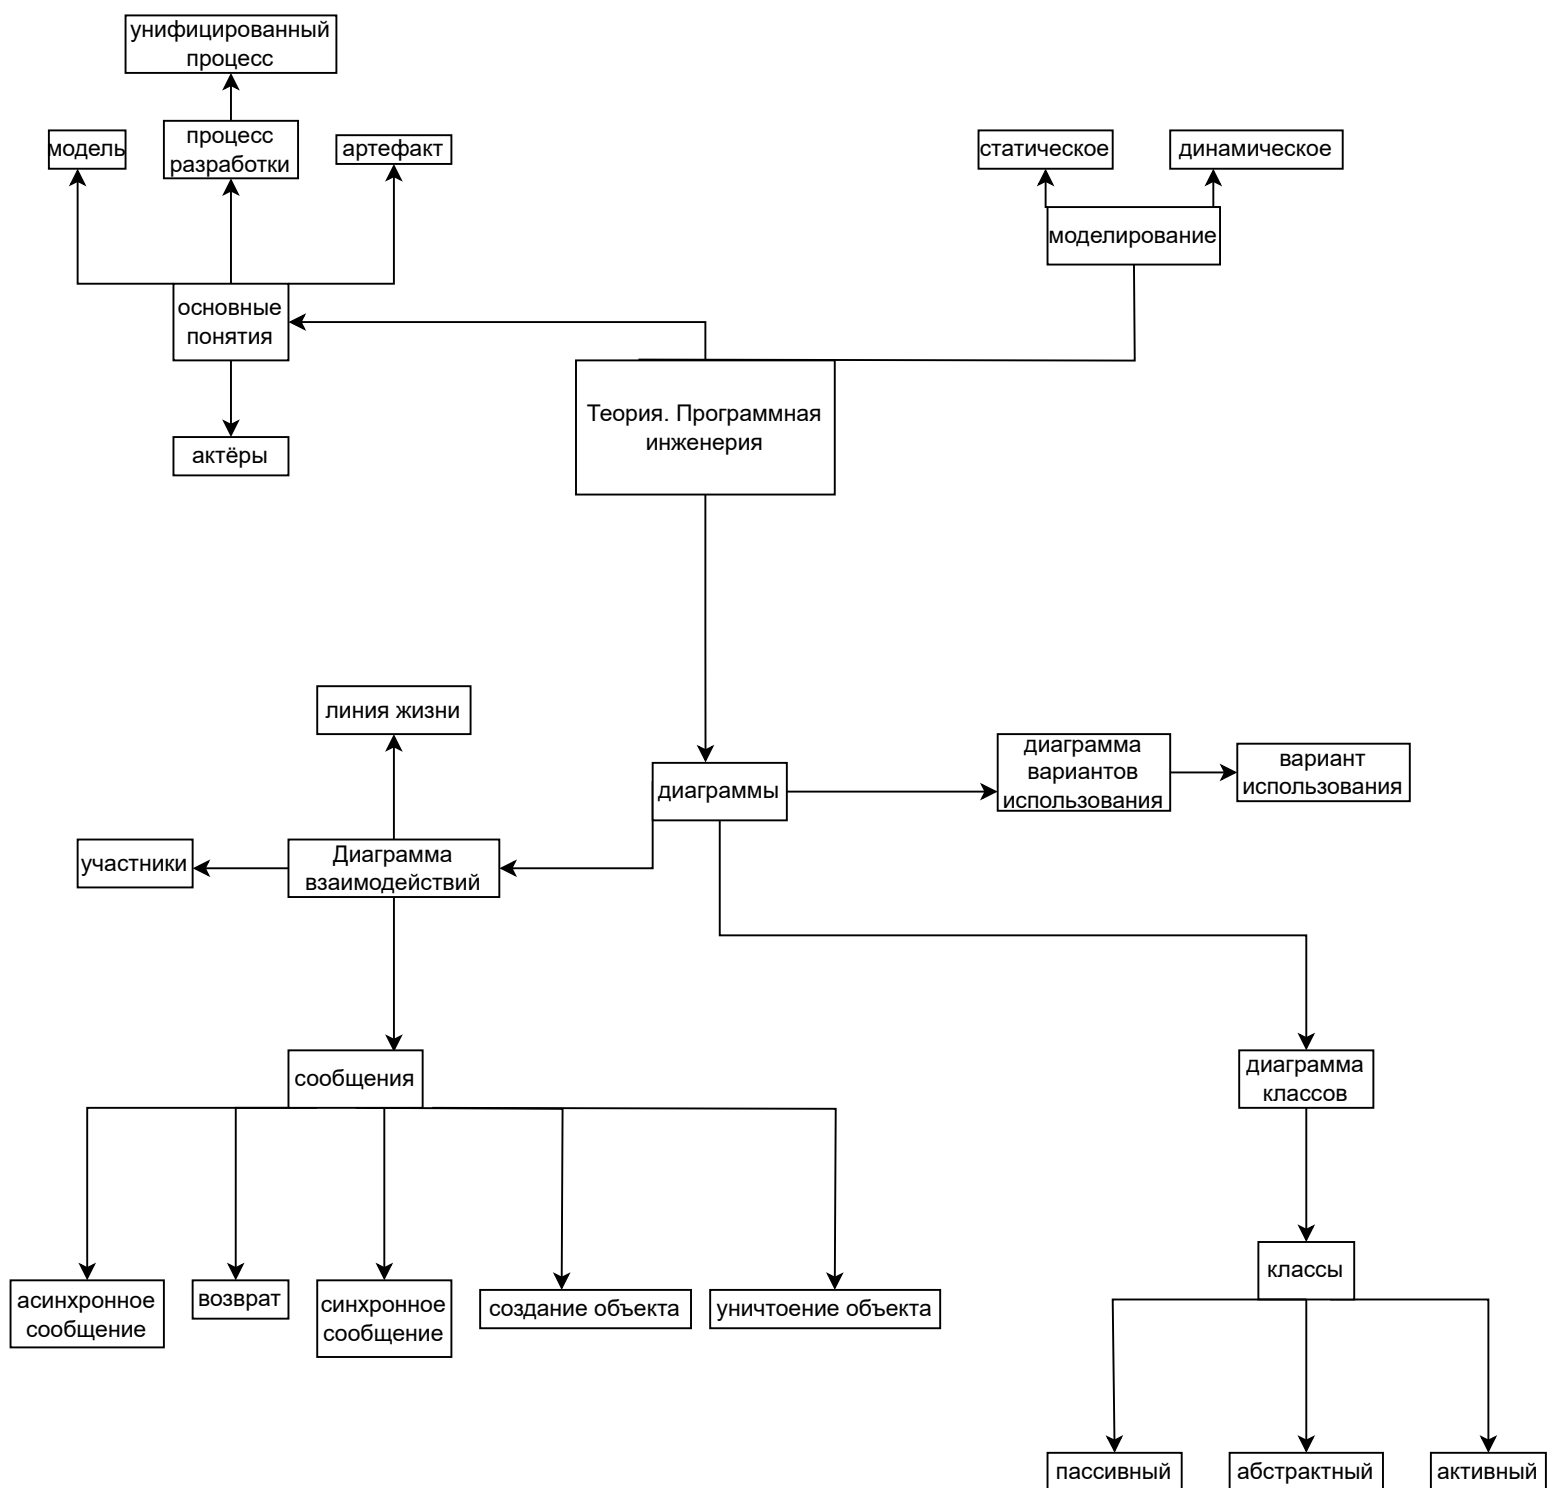 унифицированный
процесс
модель
процесс
разработки
артефакт
статическое
динамическое
моделирование
основные
понятия
Теория. Программная
инженерия
актёры
линия жизни
диаграмма
вариантов
использования
вариант
использования
диаграммы
участники
Диаграмма
взаимодействий
сообщения
диаграмма
классов
классы
асинхронное
сообщение
возврат
синхронное
сообщение
создание объекта
уничтоение объекта
пассивный
абстрактный
активный